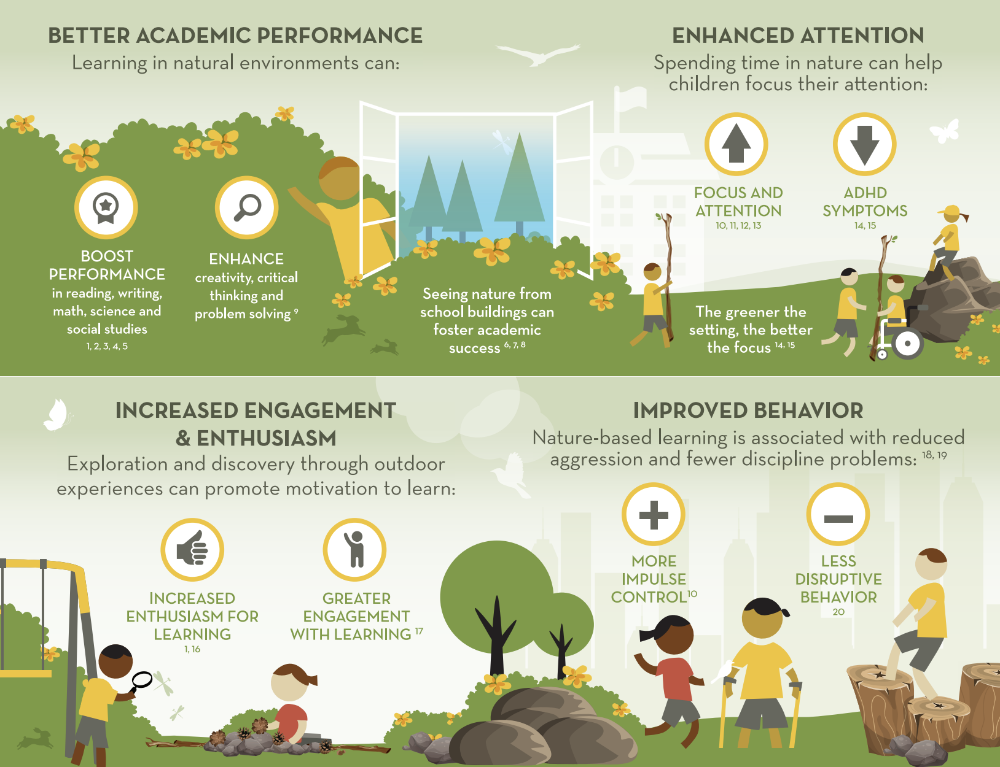 BETTER ACADEMIC PERFORMANCE
Learning in natural environments can:
BOOST
PERFORMANCE
in reading, writing,
math, science and
social studies
1, 2, 3, 4, 5
ENHANCE
creativity, critical
thinking and
problem solving 9
Seeing nature from
school buildings can
foster academic
success 6, 7, 8
ENHANCED ATTENTION
Spending time in nature can help
children focus their attention:
FOCUS AND
ATTENTION
10, 11, 12, 13
ADHD
SYMPTOMS
14, 15
The greener the
setting, the better
the focus 14, 15
INCREASED ENGAGEMENT
& ENTHUSIASM
Exploration and discovery through outdoor
experiences can promote motivation to learn:
INCREASED
ENTHUSIASM FOR
LEARNING
1, 16
GREATER
ENGAGEMENT
WITH LEARNING 17
IMPROVED BEHAVIOR
Nature-based learning is associated with reduced
aggression and fewer discipline problems: 18, 19
MORE
IMPULSE
CONTROL10
LESS
DISRUPTIVE
BEHAVIOR
20